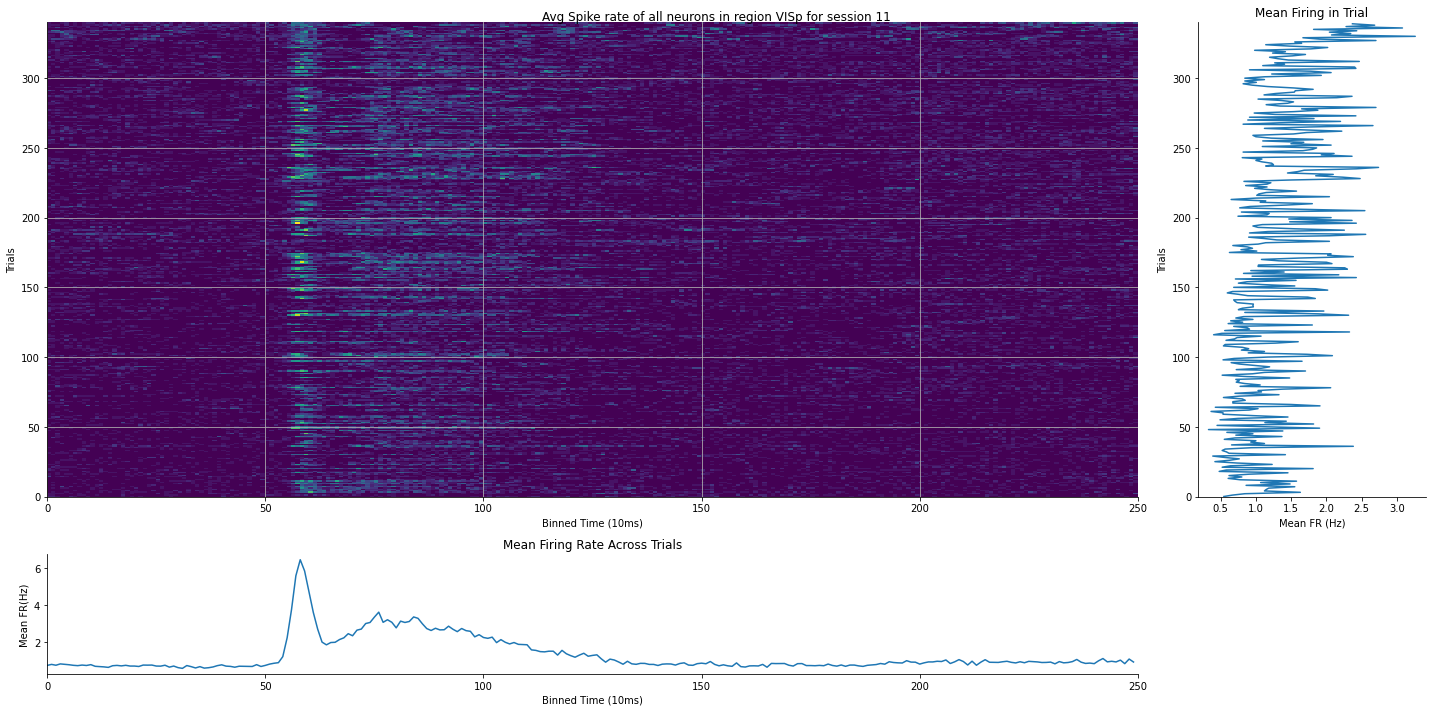 Avg Spike rate of all neurons in region VISp for session 11
Trials
300
250
200
150
100
50
0
0 50 100 150 200 250
Binned Time (10ms)
Mean Firing in Trial
Trials
300
250
200
150
100
50
0
0.5 1.0 1.5 2.0 2.5 3.0
Mean FR (Hz)
Mean Firing Rate Across Trials
Mean FR(Hz)
6
4
2
0 50 100 150 200 250
Binned Time (10ms)